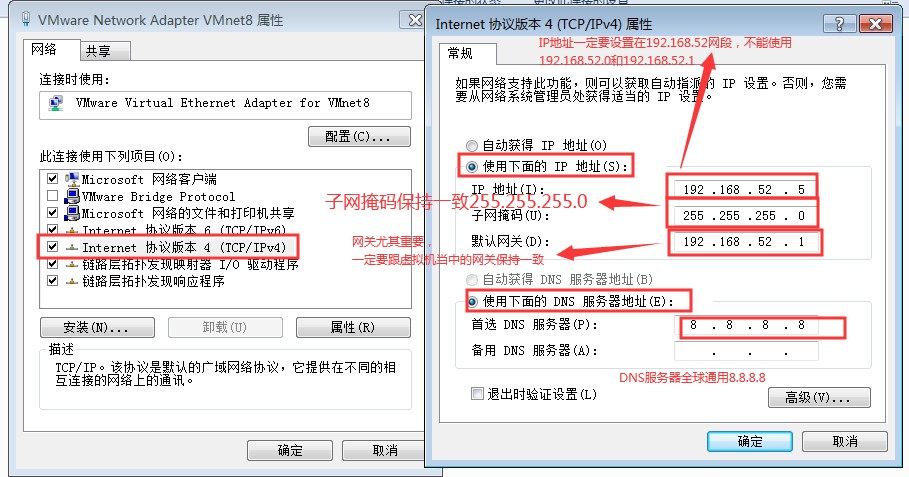 VMware Network Adapter VMnet8 属性
网络
共享
连接时使用:
VMware Virtual Ethernet Adapter for VMnet8
配置(C)...
此连接使用下列项目(O):
Microsoft 网络客户端
VMware Bridge Protocol
Microsoft 网络的文件和打印机共享
Internet 协议版本 6 (TCP/IPv6)
Internet 协议版本 4 (TCP/IPv4)
链路层拓扑发现映射器 I/O 驱动程序
链路层拓扑发现响应程序
安装(N)...
卸载(U)
属性(R)
描述
TCP/IP。该协议是默认的广域网络协议，它提供在不同的相
互连接的网络上的通讯。
确定
取消
Internet 协议版本 4 (TCP/IPv4) 属性
常规
IP地址一定要设置在192.168.52网段，不能使用
192.168.52.0和192.168.52.1
如果网络支持此功能，则可以获取自动指派的 IP 设置。否则，您需
要从网络系统管理员处获得适当的 IP 设置。
自动获得 IP 地址(O)
使用下面的 IP 地址(S):
IP 地址(I):
192 .168 .52 . 5
子网掩码保持一致255.255.255.0
子网掩码(U):
255 .255 .255 . 0
默认网关(D):
192 .168 .52 . 1
网关尤其重要，
一定要跟虚拟机当中的网关保持一致
自动获得 DNS 服务器地址(B)
使用下面的 DNS 服务器地址(E):
首选 DNS 服务器(P):
8 . 8 . 8 . 8
备用 DNS 服务器(A):
. . .
DNS服务器全球通用8.8.8.8
退出时验证设置(L)
高级(V)...
确定
取消